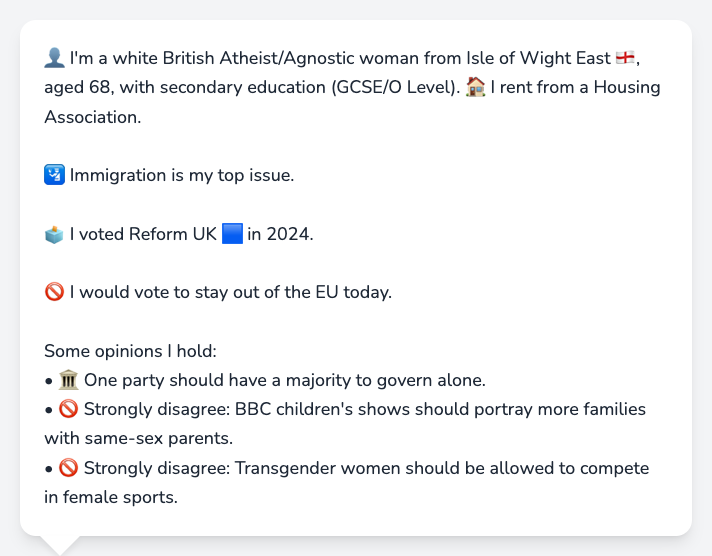 👤 I'm a white British Atheist/Agnostic woman from Isle of Wight East 🏴󠁧󠁢󠁥󠁮󠁧󠁿,
aged 68, with secondary education (GCSE/O Level). 🏠 I rent from a Housing
Association.
🛂 Immigration is my top issue.
🗳️ I voted Reform UK 🟦 in 2024.
🚫 I would vote to stay out of the EU today.
Some opinions I hold:
• 🏛️ One party should have a majority to govern alone.
• 🚫 Strongly disagree: BBC children's shows should portray more families
with same-sex parents.
• 🚫 Strongly disagree: Transgender women should be allowed to compete
in female sports.